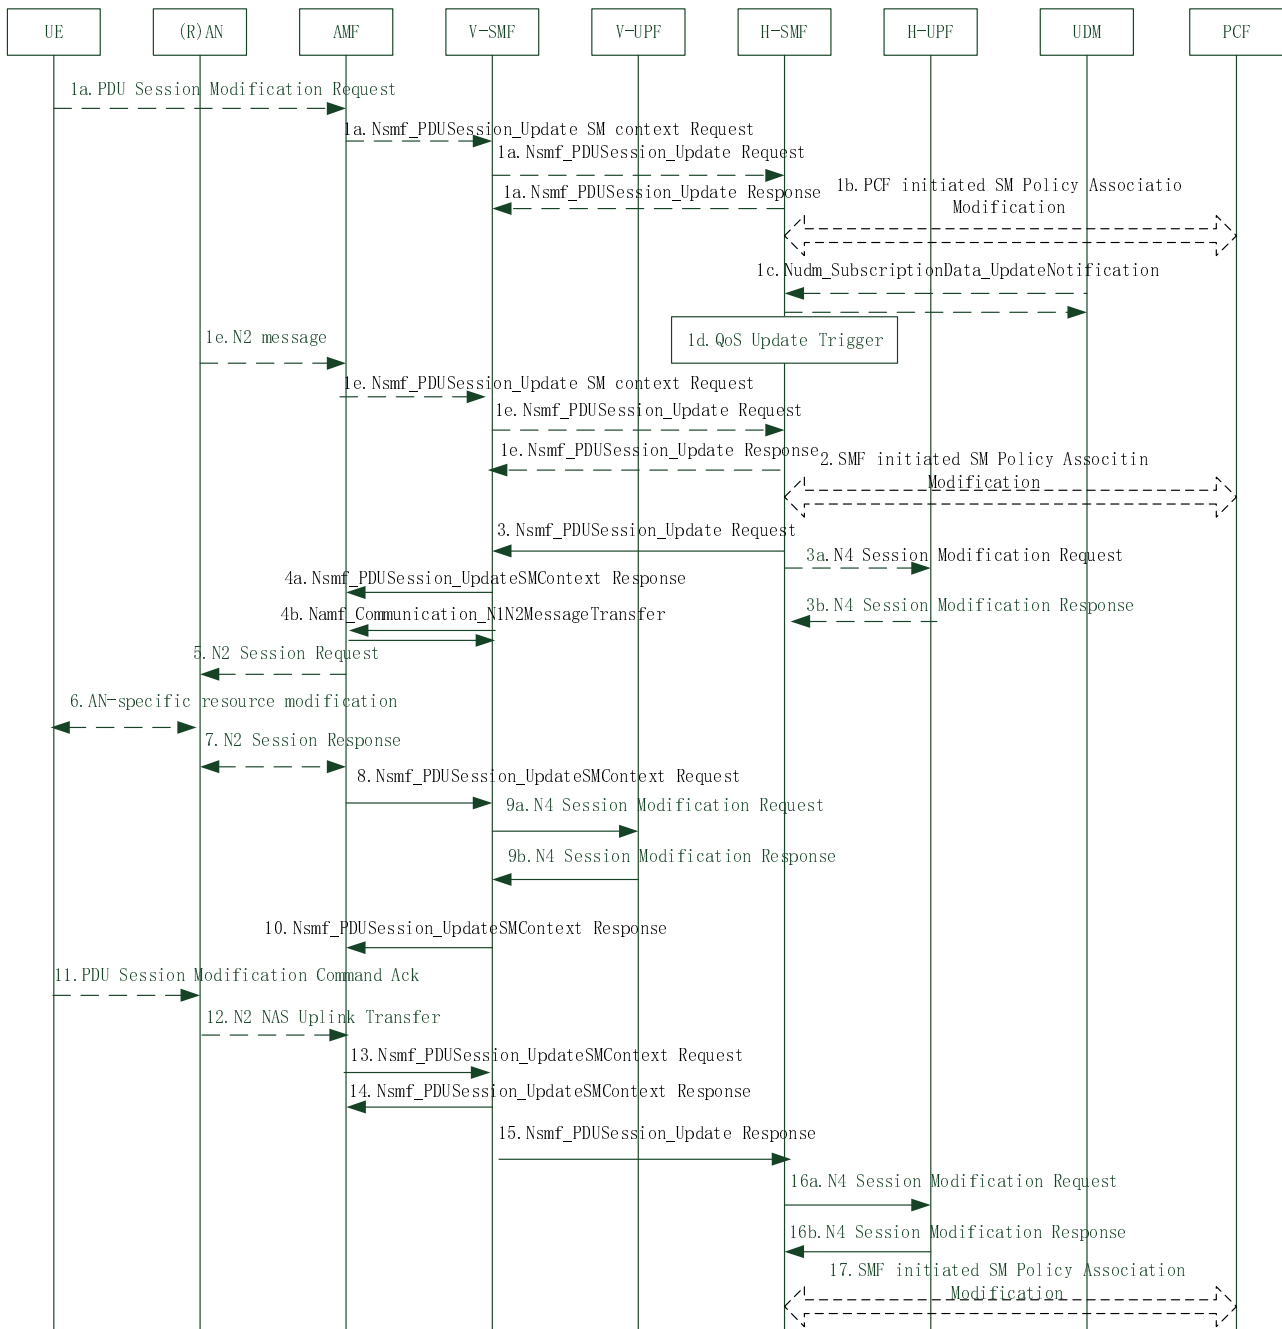 UE
(R)AN
AMF
V-SMF
V-UPF
H-SMF
H-UPF
UDM
PCF
1a.PDU Session Modification Request
1a.Nsmf_PDUSession_Update SM context Request
1a.Nsmf_PDUSession_Update Request
1a.Nsmf_PDUSession_Update Response
1b.PCF initiated SM Policy Associatio
Modification
1c.Nudm_SubscriptionData_UpdateNotification
1d.QoS Update Trigger
1e.N2 message
1e.Nsmf_PDUSession_Update SM context Request
1e.Nsmf_PDUSession_Update Request
1e.Nsmf_PDUSession_Update Response
2.SMF initiated SM Policy Associtin
Modification
3.Nsmf_PDUSession_Update Request
3a.N4 Session Modification Request
4a.Nsmf_PDUSession_UpdateSMContext Response
3b.N4 Session Modification Response
4b.Namf_Communication_N1N2MessageTransfer
5.N2 Session Request
6.AN-specific resource modification
7.N2 Session Response
8.Nsmf_PDUSession_UpdateSMContext Request
9a.N4 Session Modification Request
9b.N4 Session Modification Response
10.Nsmf_PDUSession_UpdateSMContext Response
11.PDU Session Modification Command Ack
12.N2 NAS Uplink Transfer
13.Nsmf_PDUSession_UpdateSMContext Request
14.Nsmf_PDUSession_UpdateSMContext Response
15.Nsmf_PDUSession_Update Response
16a.N4 Session Modification Request
16b.N4 Session Modification Response
17.SMF initiated SM Policy Association
Modification